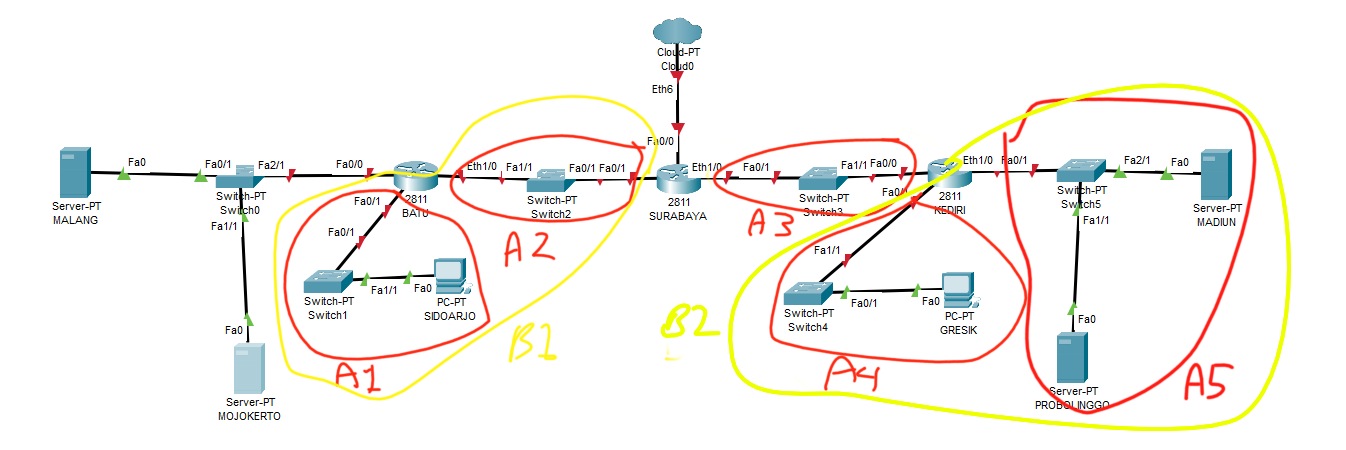 Cloud-PT
Cloud0
Eth6
Fa0/0
Server-PT
MALANG
Fa0
Fa0/1
Fa2/1
Switch-PT
Switch0
Fa1/1
Fa0
Server-PT
MOJOKERTO
Fa0/0
2811
BATU
Fa0/1
Eth1/0
Fa1/1
Switch-PT
Switch2
Fa0/1
Fa0/1
A2
Fa0/1
Switch-PT
Switch1
Fa1/1
Fa0
PC-PT
SIDOARJO
A1
B1
2811
SURABAYA
Eth1/0
Fa0/1
Switch-PT
Switch3
Fa1/1
Fa0/0
A3
2811
KEDIRI
Fa0/1
Eth1/0
Fa1/1
Switch-PT
Switch4
Fa0/1
Fa0
PC-PT
GRESIK
A4
B2
Fa0/1
Switch-PT
Switch5
Fa2/1
Fa0
Server-PT
MADIUN
Fa1/1
Fa0
Server-PT
PROBOLINGGO
A5